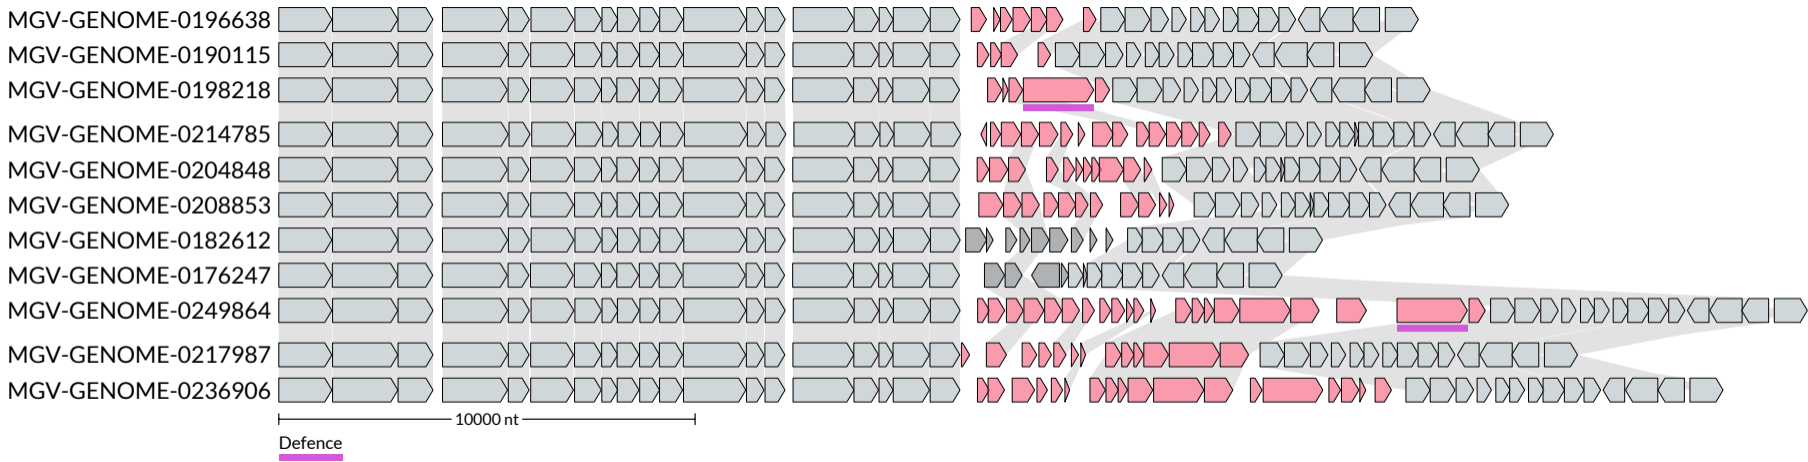 MGV-GENOME-0196638
MGV-GENOME-0190115
MGV-GENOME-0198218
MGV-GENOME-0214785
MGV-GENOME-0204848
MGV-GENOME-0208853
MGV-GENOME-0182612
MGV-GENOME-0176247
MGV-GENOME-0249864
MGV-GENOME-0217987
MGV-GENOME-0236906
10000 nt
Defence